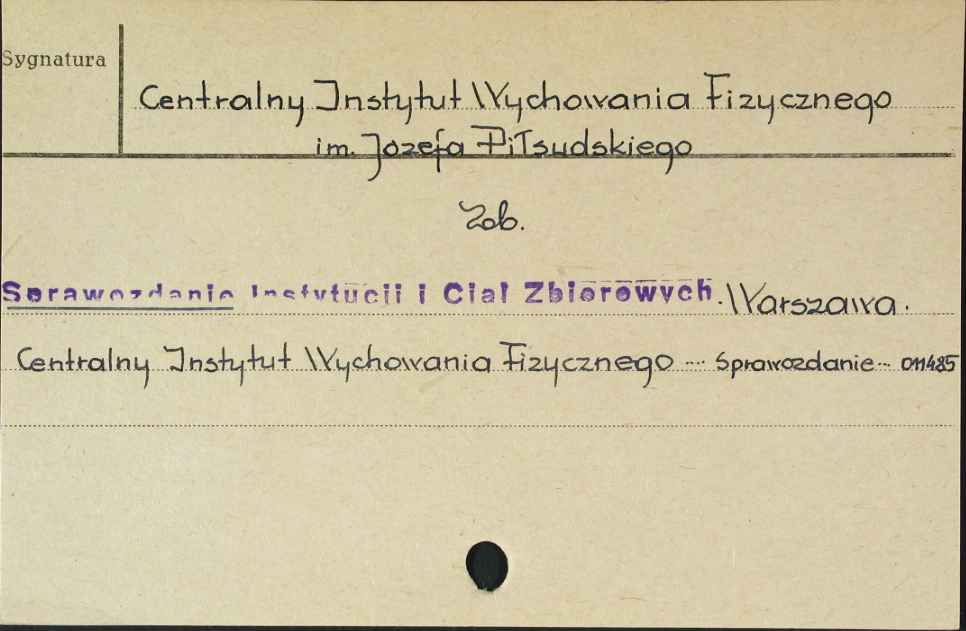 Sygnatura
Centralny Instytut Wychowania Fizycznego
im. Józefa Piłsudskiego
Zob.
Sprawozdanie Instytucji i Ciał Zbiorowych. Warszawa.
Centralny Instytut Wychowania Fizycznego ... Sprawozdanie... 011485